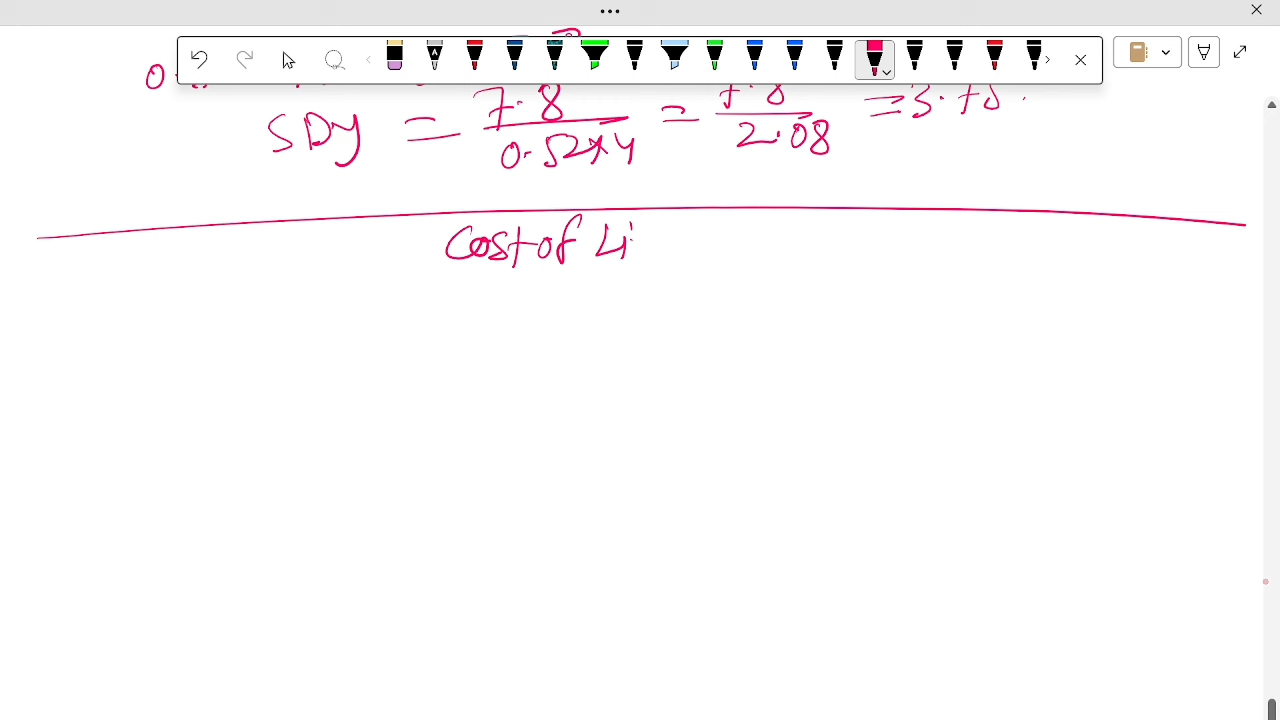 SDy = 7.8 / 0.52×4 = 7.8 / 2.08 = 3.75
Cost of Li